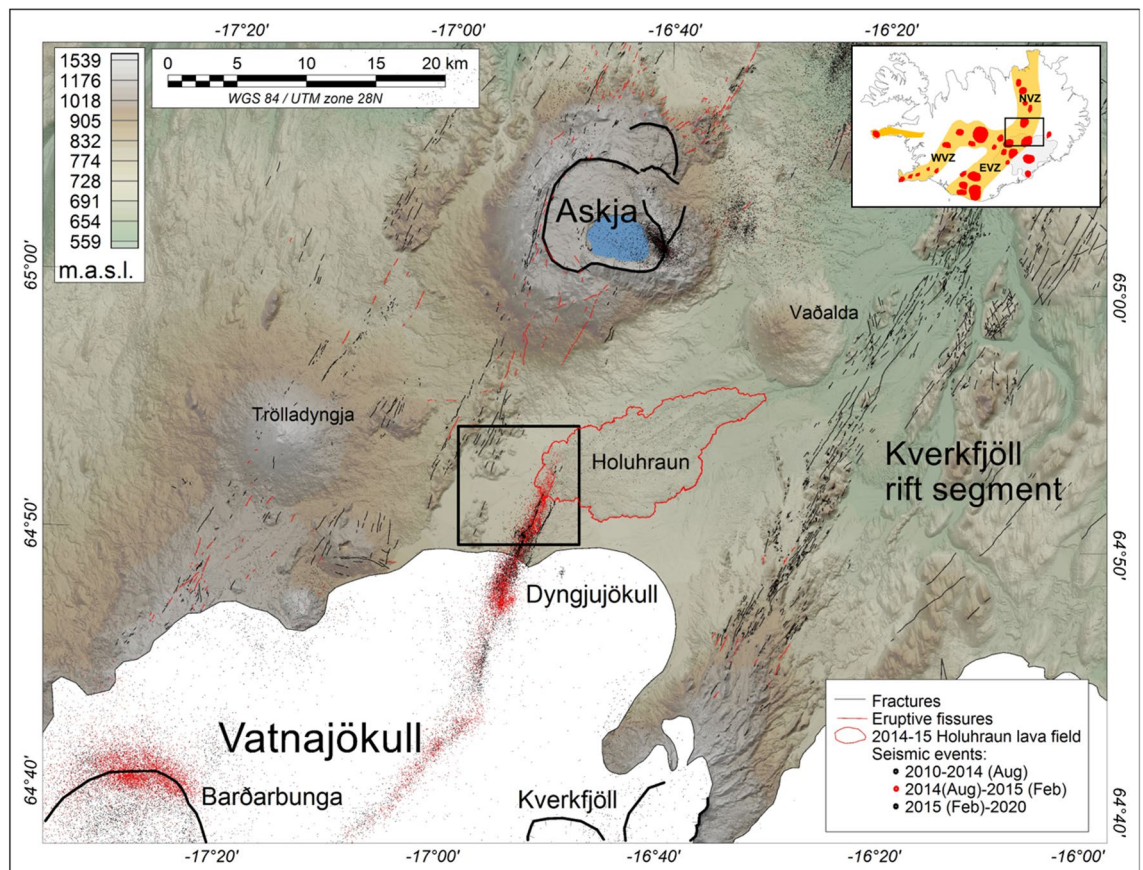 -17°20'
-17°00'
-16°40'
-16°20'
1539
1176
1018
905
832
774
728
691
654
559
m.a.s.l.
0 5 10 15 20 km
WGS 84 / UTM zone 28N
NVZ
WVZ
EVZ
Askja
65°00'
65°00'
Vaðalda
Trölladyngja
Holuhraun
Kverkfjöll
rift segment
64°50'
64°50'
Dyngjujökull
Vatnajökull
Barðarbunga
Kverkfjöll
64°40'
64°40'
Fractures
Eruptive fissures
2014-15 Holuhraun lava field
Seismic events:
2010-2014 (Aug)
2014(Aug)-2015 (Feb)
2015 (Feb)-2020
-17°20'
-17°00'
-16°40'
-16°20'
-16°00'